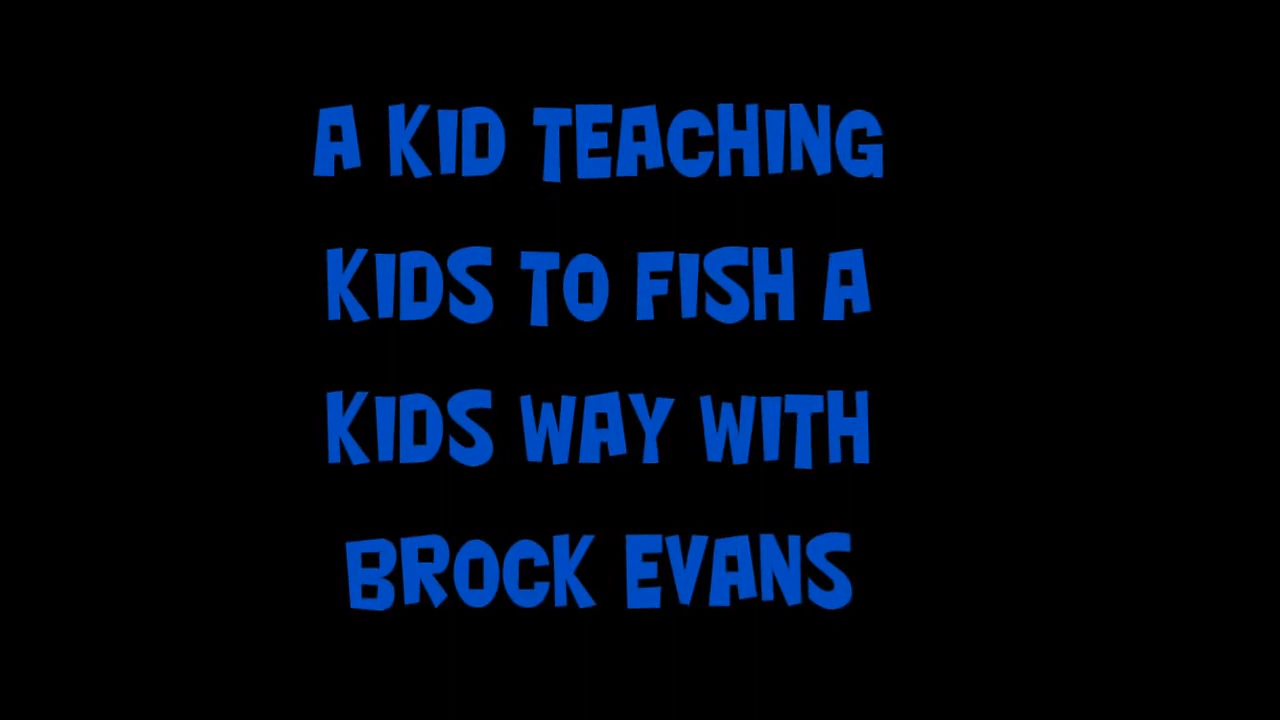 A KID TEACHING
KIDS TO FISH A
KIDS WAY WITH
BROCK EVANS